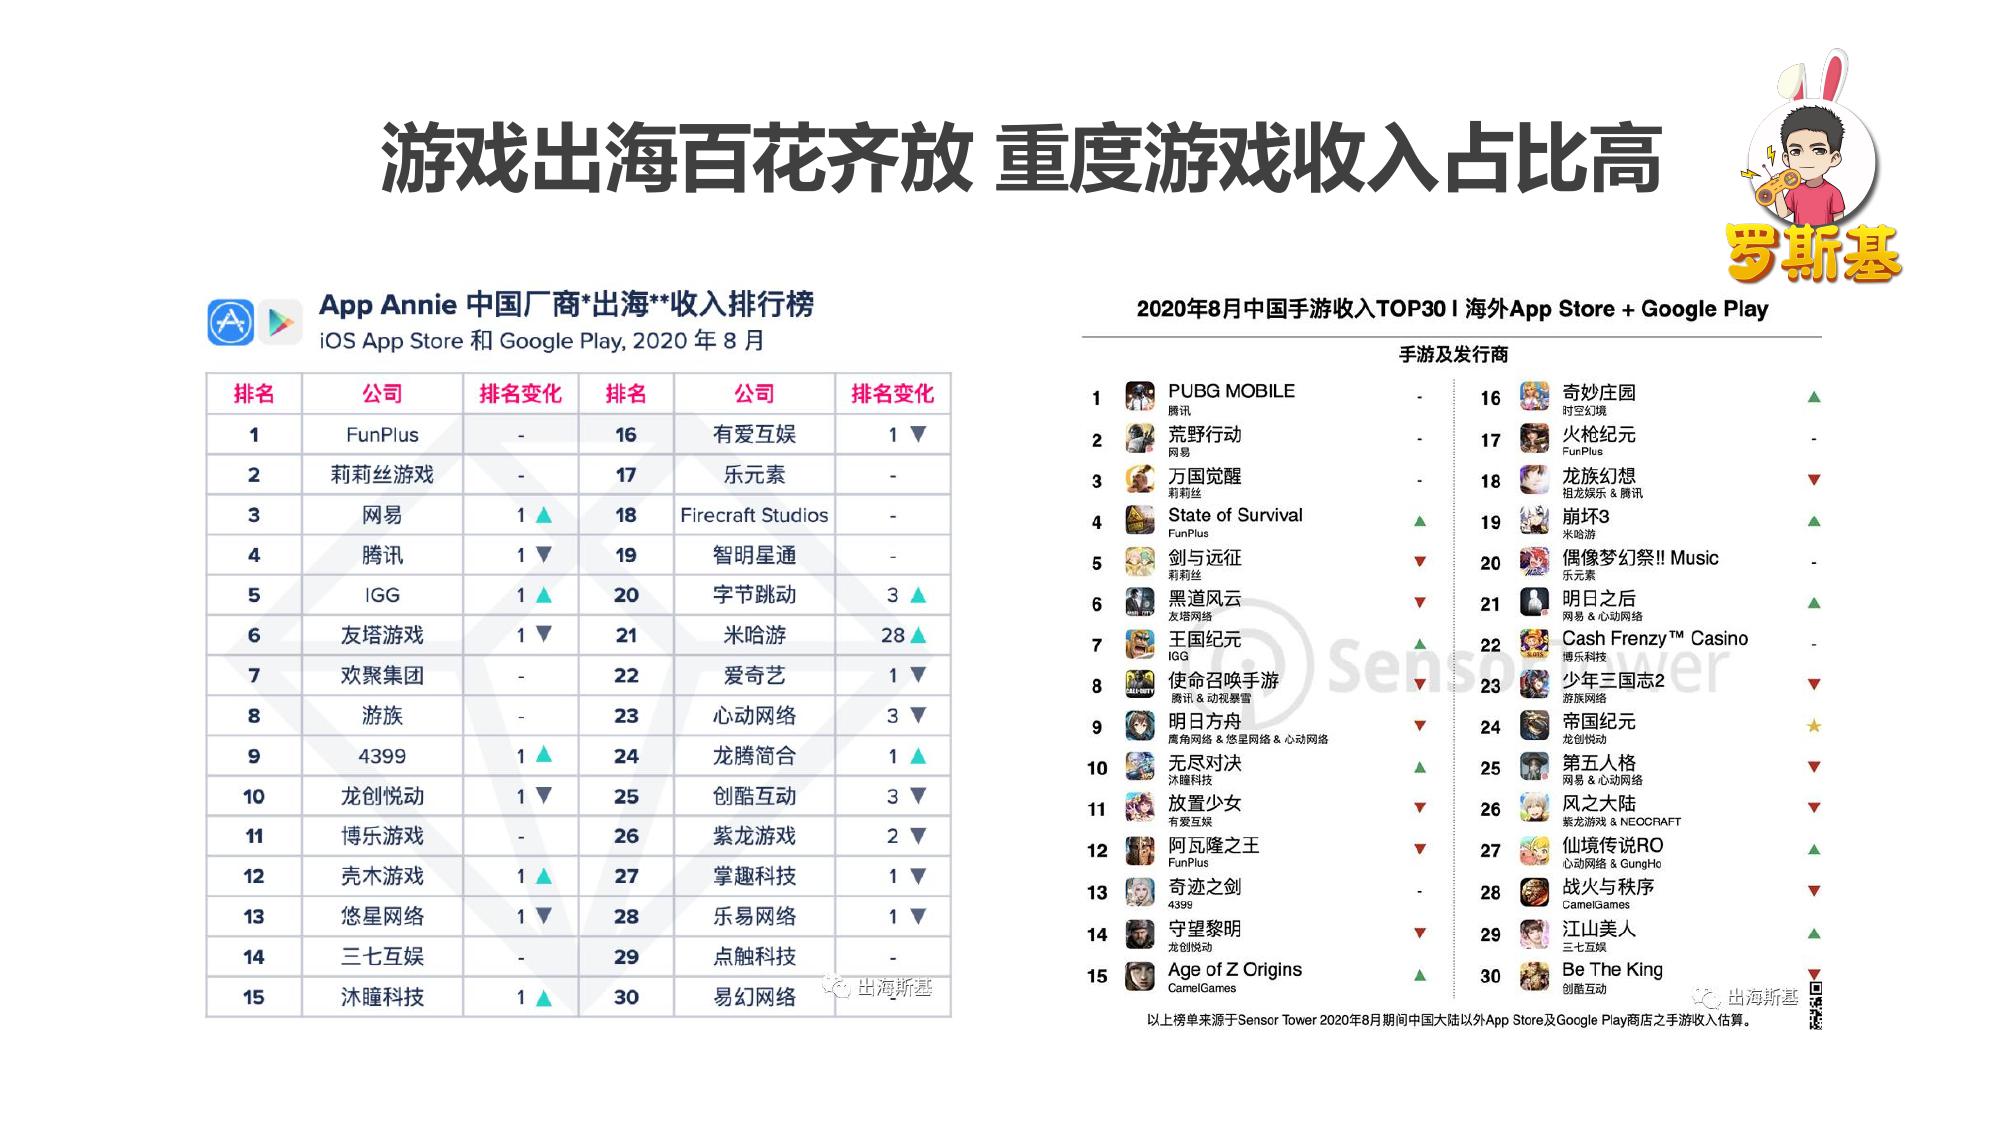 游戏出海百花齐放 重度游戏收入占比高
罗斯基
App Annie 中国厂商*出海**收入排行榜
iOS App Store 和 Google Play, 2020 年 8 月
排名 公司 排名变化 排名 公司 排名变化
1 FunPlus - 16 有爱互娱 1 ▼
2 莉莉丝游戏 - 17 乐元素 -
3 网易 1 ▲ 18 Firecraft Studios -
4 腾讯 1 ▼ 19 智明星通 -
5 IGG 1 ▲ 20 字节跳动 3 ▲
6 友塔游戏 1 ▼ 21 米哈游 28 ▲
7 欢聚集团 - 22 爱奇艺 1 ▼
8 游族 - 23 心动网络 3 ▼
9 4399 1 ▲ 24 龙腾简合 1 ▲
10 龙创悦动 1 ▼ 25 创酷互动 3 ▼
11 博乐游戏 - 26 紫龙游戏 2 ▼
12 壳木游戏 1 ▲ 27 掌趣科技 1 ▼
13 悠星网络 1 ▼ 28 乐易网络 1 ▼
14 三七互娱 - 29 点触科技 -
15 沐瞳科技 1 ▲ 30 易幻网络 -
出海斯基
2020年8月中国手游收入TOP30 | 海外App Store + Google Play
手游及发行商
1 PUBG MOBILE -
腾讯
2 荒野行动 -
网易
3 万国觉醒 -
莉莉丝
4 State of Survival ▲
FunPlus
5 剑与远征 ▼
莉莉丝
6 黑道风云 ▼
友塔网络
7 王国纪元 ▲
IGG
8 使命召唤手游 ▼
腾讯 & 动视暴雪
9 明日方舟 ▼
鹰角网络 & 悠星网络 & 心动网络
10 无尽对决 ▲
沐瞳科技
11 放置少女 ▼
有爱互娱
12 阿瓦隆之王 ▼
FunPlus
13 奇迹之剑 -
4399
14 守望黎明 ▼
龙创悦动
15 Age of Z Origins ▲
CamelGames
16 奇妙庄园 ▲
时空幻境
17 火枪纪元 -
FunPlus
18 龙族幻想 ▼
祖龙娱乐 & 腾讯
19 崩坏3 ▲
米哈游
20 偶像梦幻祭!! Music -
乐元素
21 明日之后 ▲
网易 & 心动网络
22 Cash Frenzy™ Casino -
博乐科技
23 少年三国志2 ▼
游族网络
24 帝国纪元 ★
龙创悦动
25 第五人格 ▼
网易 & 心动网络
26 风之大陆 ▼
紫龙游戏 & NEOCRAFT
27 仙境传说RO ▲
心动网络 & GungHo
28 战火与秩序 ▼
CamelGames
29 江山美人 ▲
三七互娱
30 Be The King ▼
创酷互动
SensorTower
出海斯基
以上榜单来源于Sensor Tower 2020年8月期间中国大陆以外App Store及Google Play商店之手游收入估算。